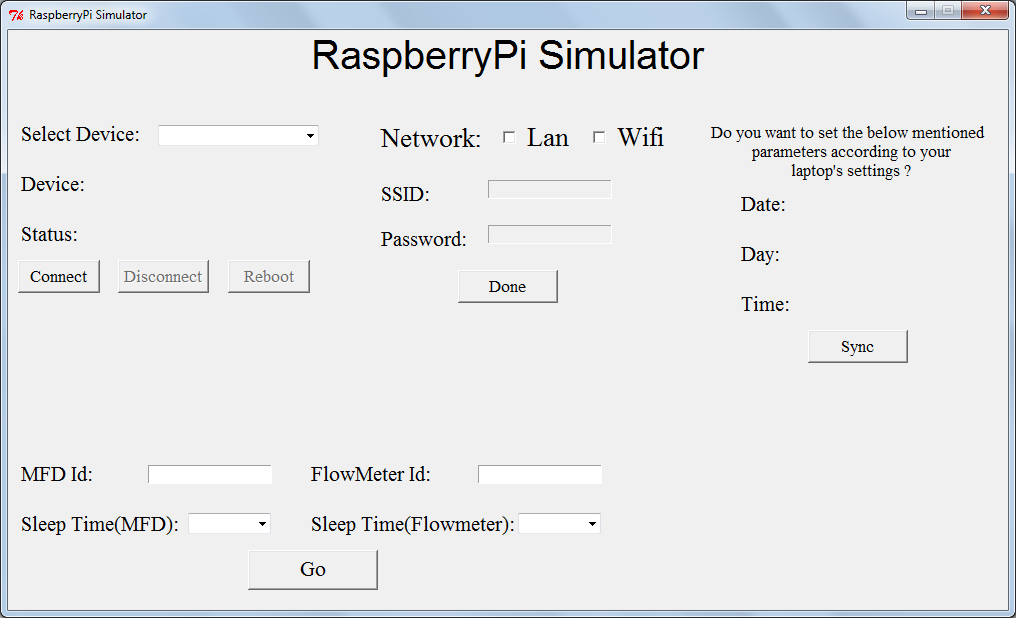 RaspberryPi Simulator
RaspberryPi Simulator
Select Device:
Device:
Status:
Connect Disconnect Reboot
Network: Lan Wifi
SSID:
Password:
Done
Do you want to set the below mentioned
parameters according to your
laptop's settings ?
Date:
Day:
Time:
Sync
MFD Id: FlowMeter Id:
Sleep Time(MFD): Sleep Time(Flowmeter):
Go